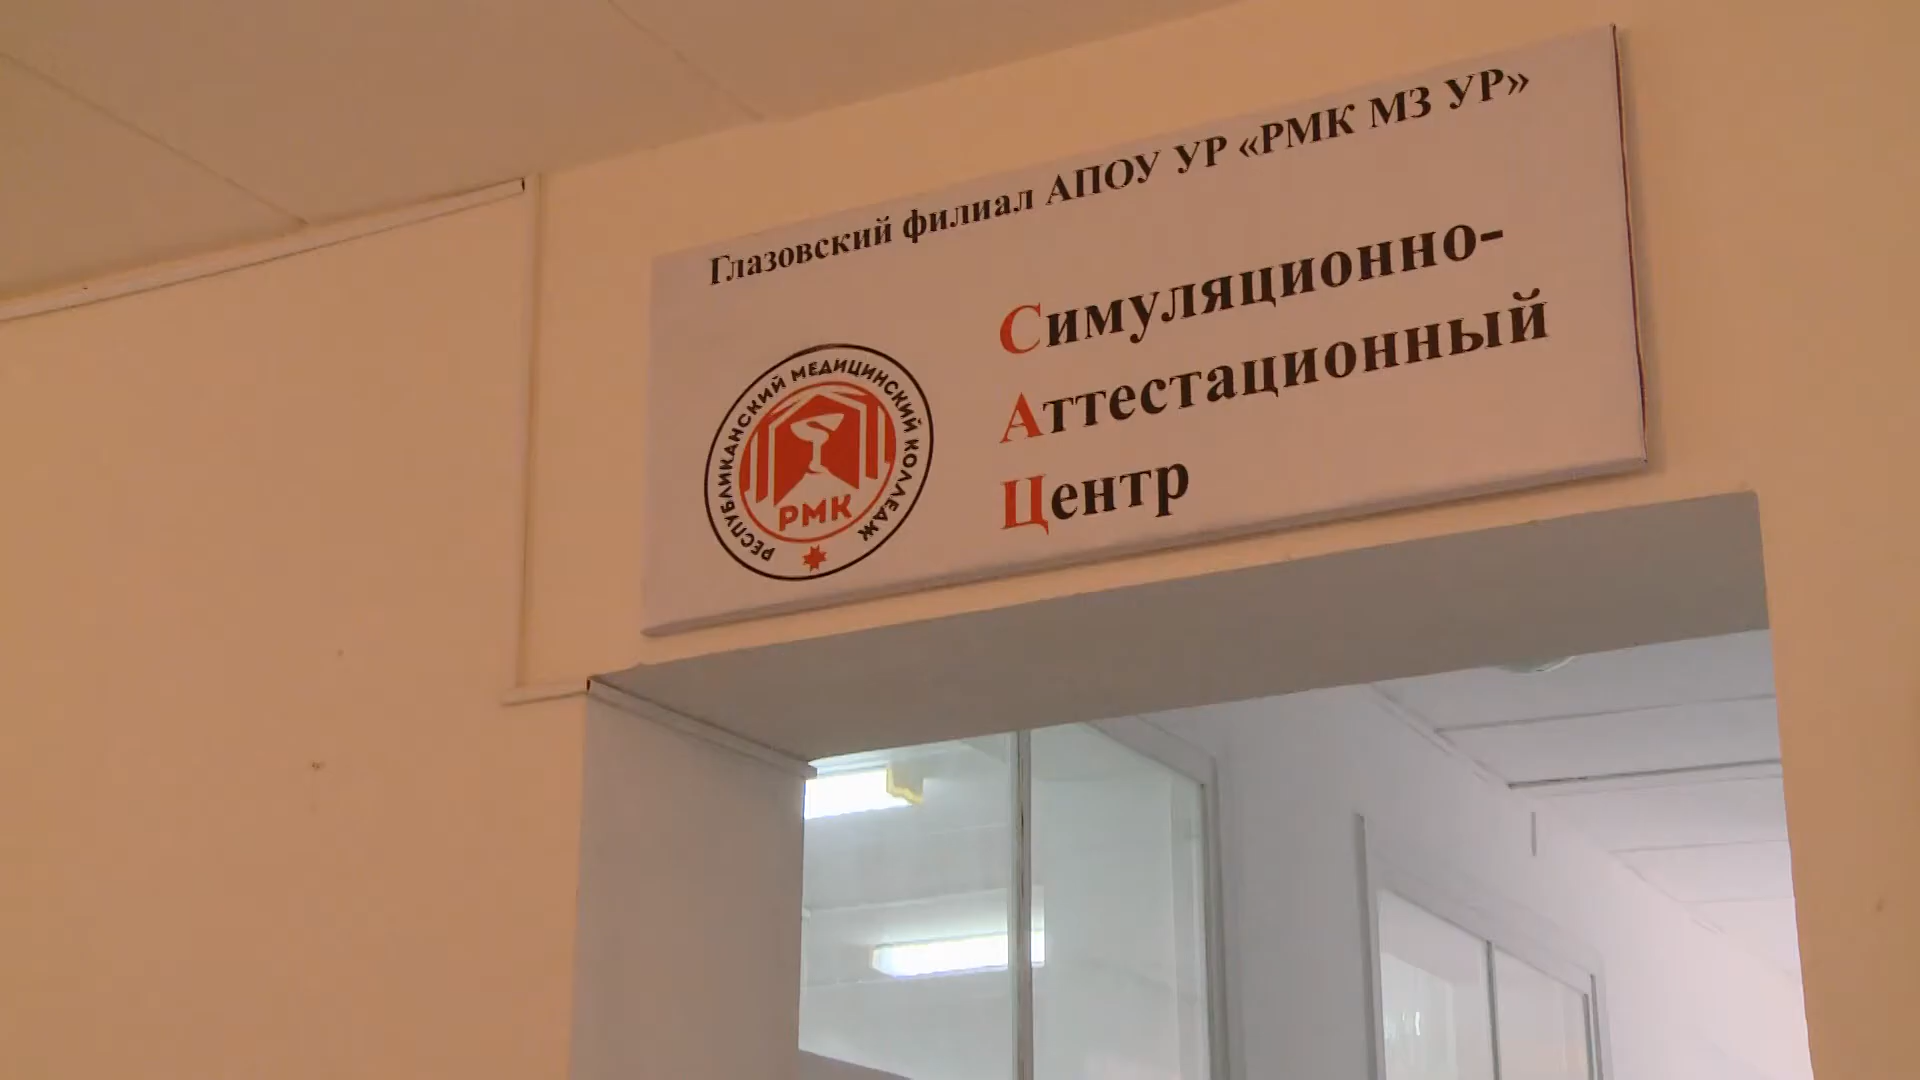 Глазовский филиал АПОУ УР «РМК МЗ УР»
Симуляционно-
Аттестационный
Центр
РЕСПУБЛИКАНСКИЙ МЕДИЦИНСКИЙ КОЛЛЕДЖ
РМК